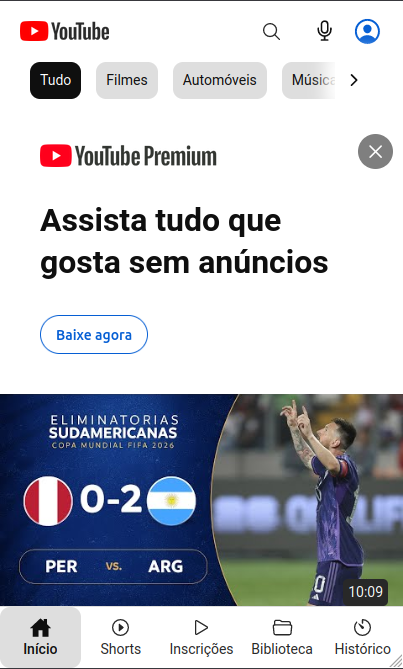 YouTube
Tudo
Filmes
Automóveis
Música
YouTube Premium
Assista tudo que
gosta sem anúncios
Baixe agora
ELIMINATORIAS
SUDAMERICANAS
COPA MUNDIAL FIFA 2026
0-2
PER vs. ARG
0
10:09
Início
Shorts
Inscrições
Biblioteca
Histórico